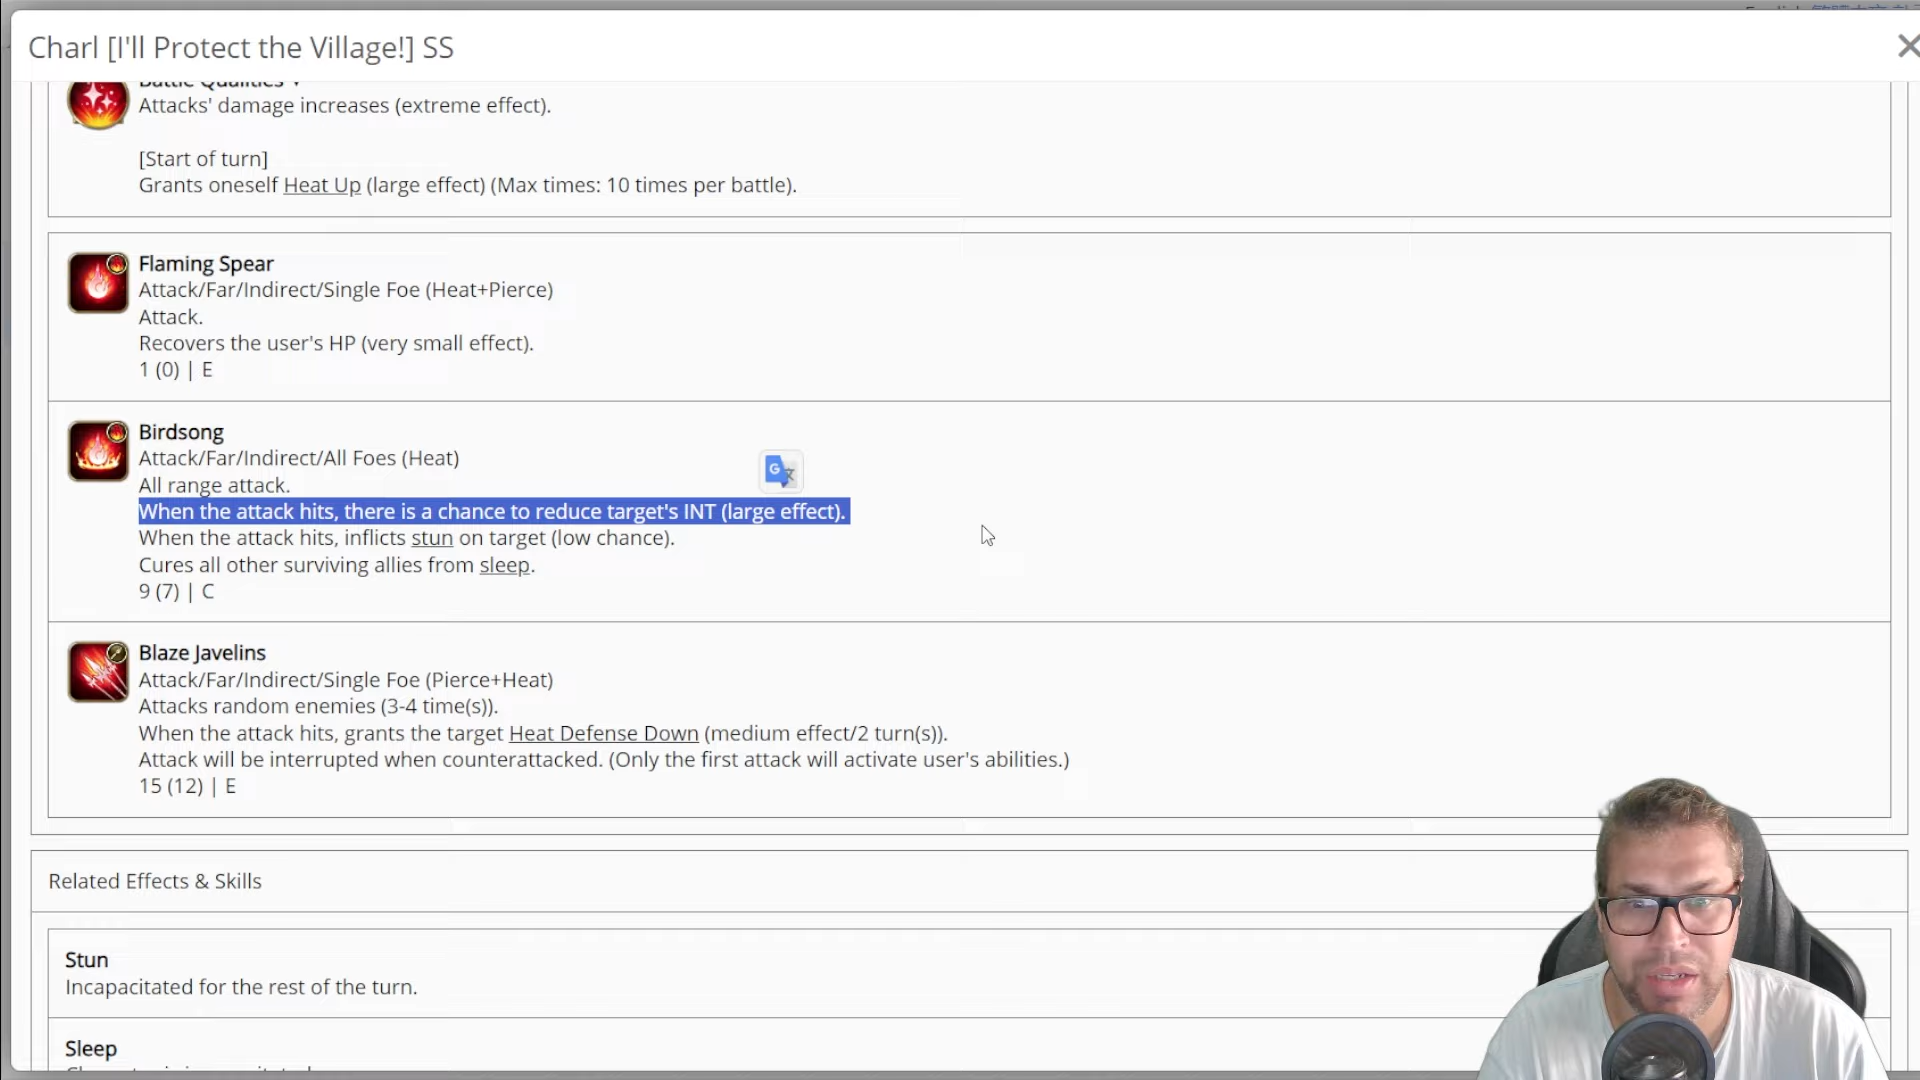 Charl [I'll Protect the Village!] SS
Battle Qualities V
Attacks' damage increases (extreme effect).
[Start of turn]
Grants oneself Heat Up (large effect) (Max times: 10 times per battle).
Flaming Spear
Attack/Far/Indirect/Single Foe (Heat+Pierce)
Attack.
Recovers the user's HP (very small effect).
1 (0) | E
Birdsong
Attack/Far/Indirect/All Foes (Heat)
All range attack.
When the attack hits, there is a chance to reduce target's INT (large effect).
When the attack hits, inflicts stun on target (low chance).
Cures all other surviving allies from sleep.
9 (7) | C
Blaze Javelins
Attack/Far/Indirect/Single Foe (Pierce+Heat)
Attacks random enemies (3-4 time(s)).
When the attack hits, grants the target Heat Defense Down (medium effect/2 turn(s)).
Attack will be interrupted when counterattacked. (Only the first attack will activate user's abilities.)
15 (12) | E
Related Effects & Skills
Stun
Incapacitated for the rest of the turn.
Sleep